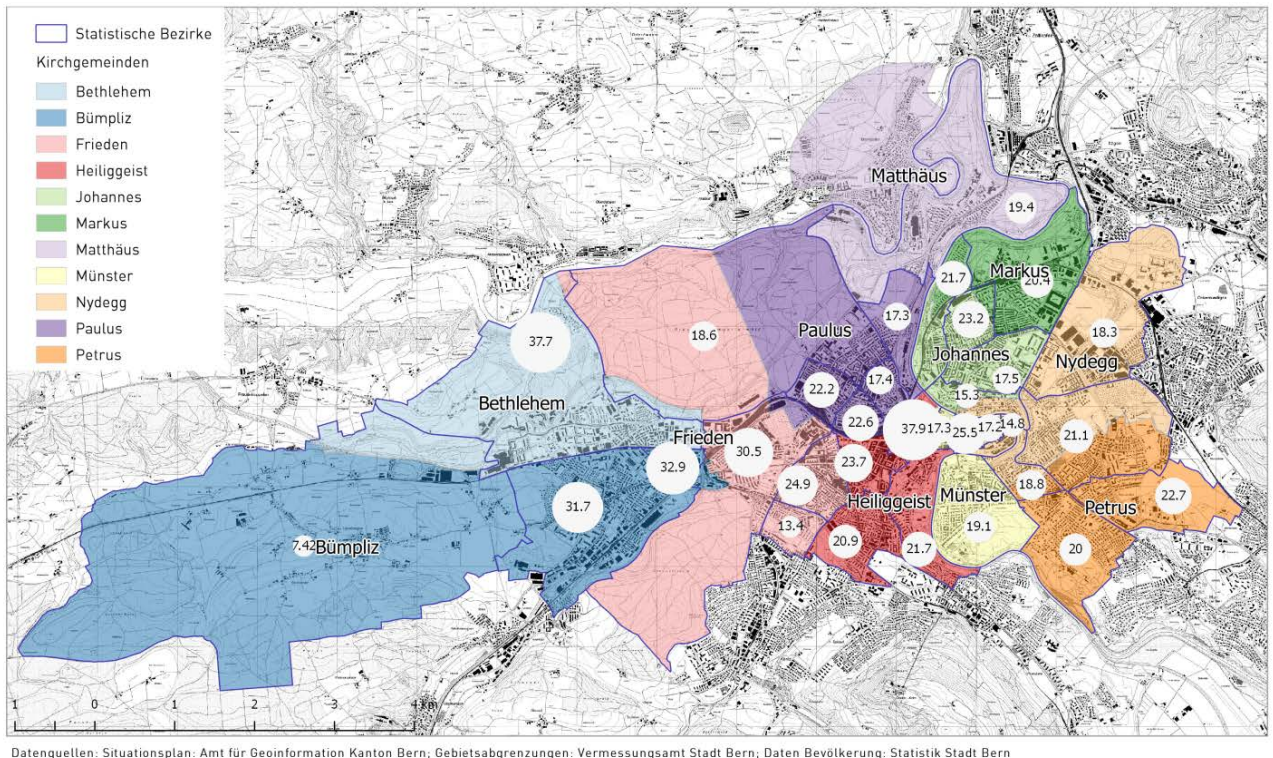 Statistische Bezirke
Kirchgemeinden
Bethlehem
Bümpliz
Frieden
Heiliggeist
Johannes
Markus
Matthäus
Münster
Nydegg
Paulus
Petrus
Matthäus
19.4
Markus
21.7
20.4
17.3
23.2
Paulus
18.3
37.7
18.6
Johannes
Nydegg
17.4
17.5
22.2
15.3
Bethlehem
22.6
37.9
17.3
25.5
17.2
14.8
21.1
Frieden
30.5
32.9
23.7
24.9
18.8
Heiliggeist
Münster
Petrus
22.7
31.7
13.4
19.1
20.9
21.7
20
7.42
Bümpliz
1 0 1 2 4 km
Datenquellen: Situationsplan: Amt für Geoinformation Kanton Bern; Gebietsabgrenzungen: Vermessungsamt Stadt Bern; Daten Bevölkerung: Statistik Stadt Bern